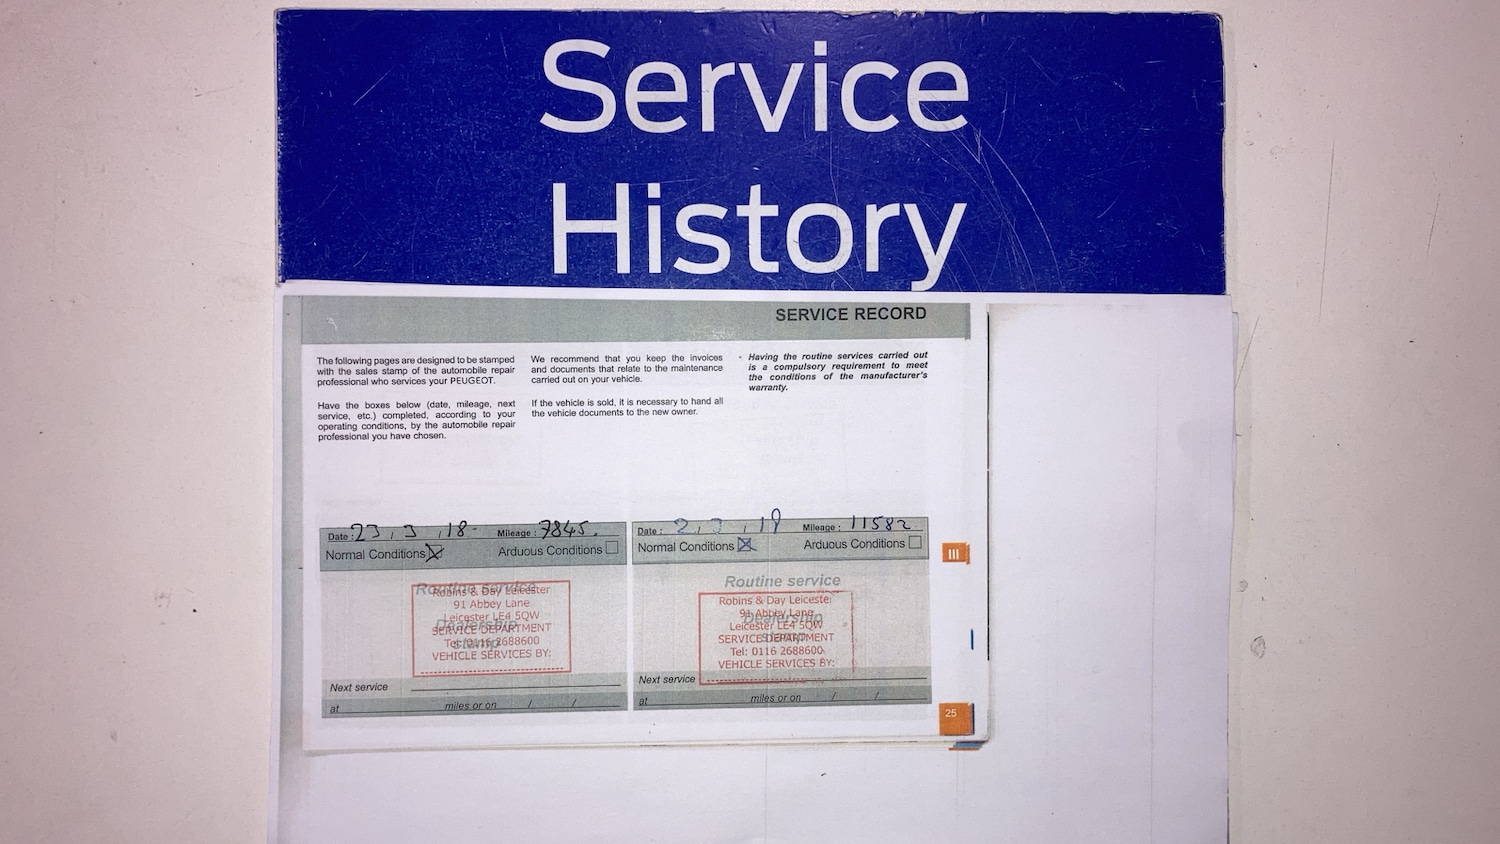 Service
History
SERVICE RECORD
The following pages are designed to be stamped
with the sales stamp of the automobile repair
professional who services your PEUGEOT.
Have the boxes below (date, mileage, next
service, etc.) completed, according to your
operating conditions, by the automobile repair
professional you have chosen.
We recommend that you keep the invoices
and documents that relate to the maintenance
carried out on your vehicle.
If the vehicle is sold, it is necessary to hand all
the vehicle documents to the new owner.
• Having the routine services carried out
is a compulsory requirement to meet
the conditions of the manufacturer's
warranty.
Date : 23 / 3 / 18 Mileage : 7845.
Normal Conditions Arduous Conditions
Routine service
Dealership
stamp
Robins & Day Leicester
91 Abbey Lane
Leicester LE4 5QW
SERVICE DEPARTMENT
Tel: 0116 2688600
VEHICLE SERVICES BY:
Next service
at miles or on / /
Date : 2 / 3 / 19 Mileage : 11582
Normal Conditions Arduous Conditions
Routine service
Dealership
stamp
Robins & Day Leicester
91 Abbey Lane
Leicester LE4 5QW
SERVICE DEPARTMENT
Tel: 0116 2688600
VEHICLE SERVICES BY:
Next service
at miles or on / /
III
25